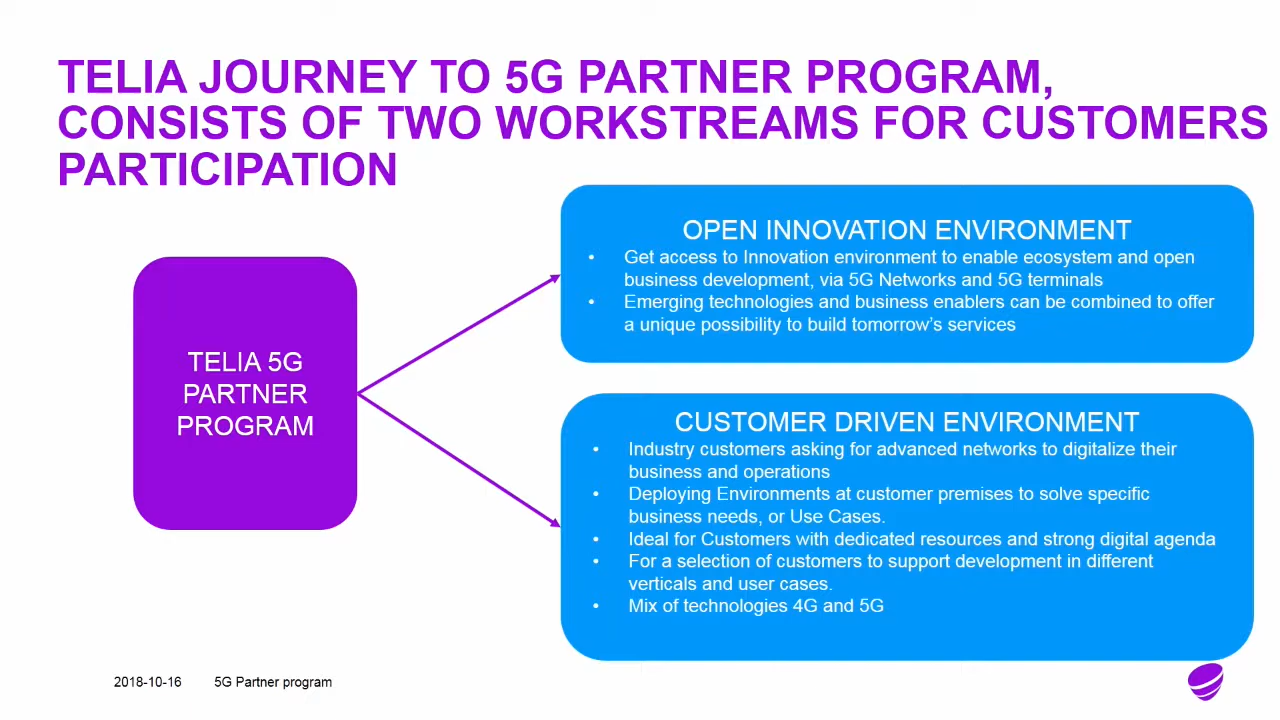 TELIA JOURNEY TO 5G PARTNER PROGRAM,
CONSISTS OF TWO WORKSTREAMS FOR CUSTOMERS
PARTICIPATION
TELIA 5G
PARTNER
PROGRAM
OPEN INNOVATION ENVIRONMENT
• Get access to Innovation environment to enable ecosystem and open
business development, via 5G Networks and 5G terminals
• Emerging technologies and business enablers can be combined to offer
a unique possibility to build tomorrow’s services
CUSTOMER DRIVEN ENVIRONMENT
• Industry customers asking for advanced networks to digitalize their
business and operations
• Deploying Environments at customer premises to solve specific
business needs, or Use Cases.
• Ideal for Customers with dedicated resources and strong digital agenda
• For a selection of customers to support development in different
verticals and user cases.
• Mix of technologies 4G and 5G
2018-10-16 5G Partner program